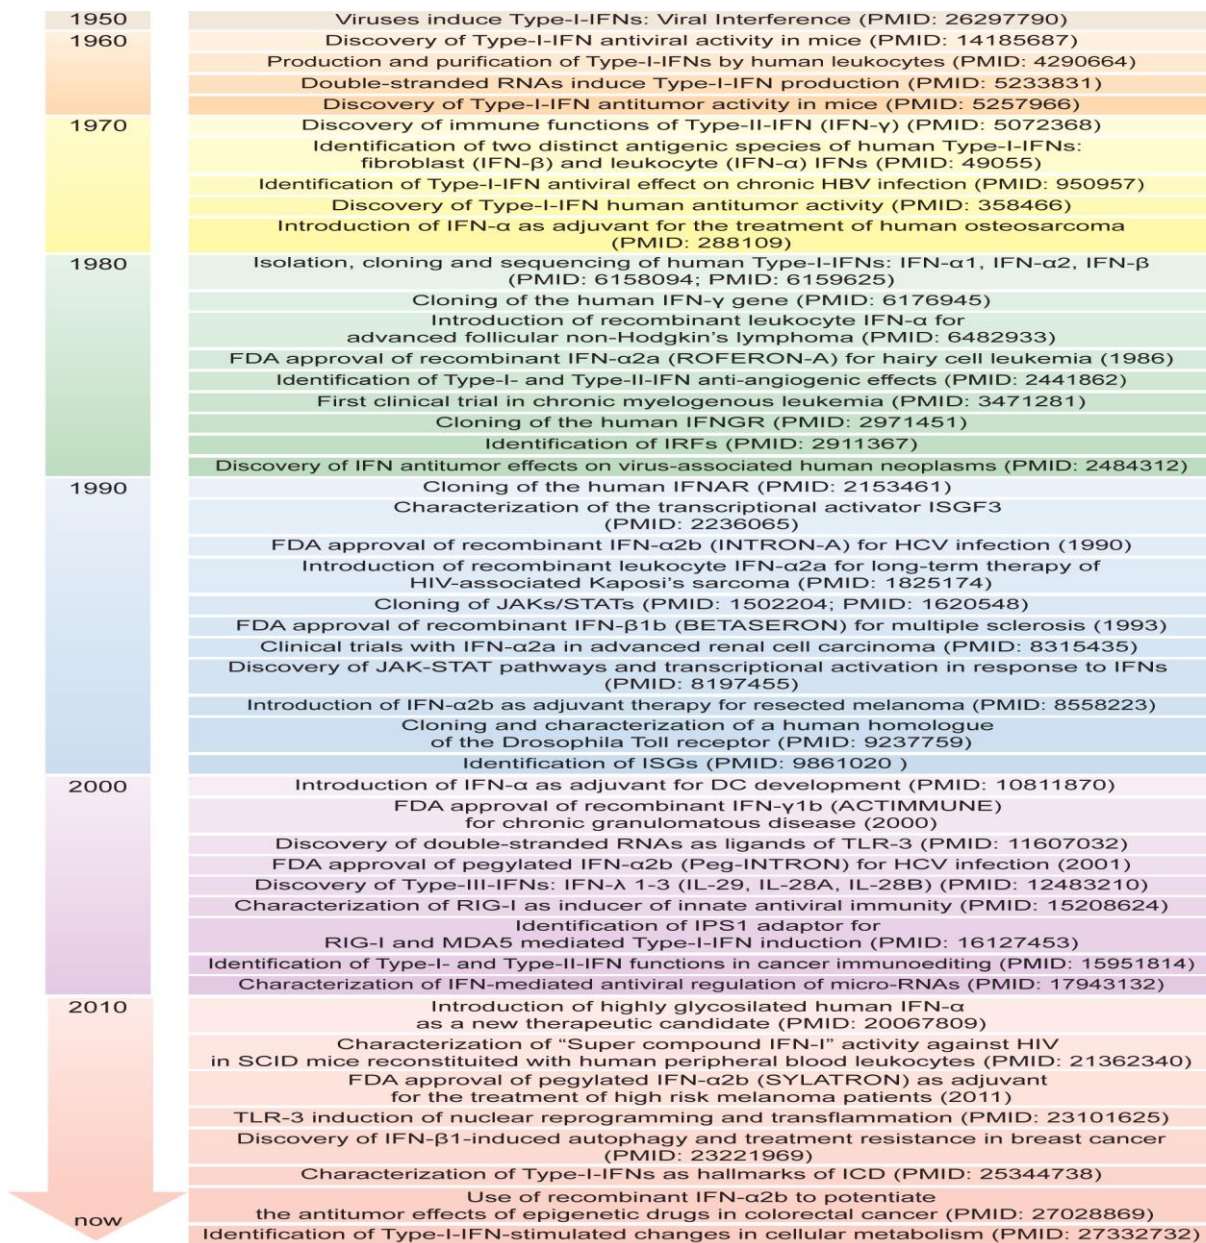 1950
Viruses induce Type-I-IFNs: Viral Interference (PMID: 26297790)
1960
Discovery of Type-I-IFN antiviral activity in mice (PMID: 14185687)
Production and purification of Type-I-IFNs by human leukocytes (PMID: 4290664)
Double-stranded RNAs induce Type-I-IFN production (PMID: 5233831)
Discovery of Type-I-IFN antitumor activity in mice (PMID: 5257966)
1970
Discovery of immune functions of Type-II-IFN (IFN-γ) (PMID: 5072368)
Identification of two distinct antigenic species of human Type-I-IFNs:
fibroblast (IFN-β) and leukocyte (IFN-α) IFNs (PMID: 49055)
Identification of Type-I-IFN antiviral effect on chronic HBV infection (PMID: 950957)
Discovery of Type-I-IFN human antitumor activity (PMID: 358466)
Introduction of IFN-α as adjuvant for the treatment of human osteosarcoma
(PMID: 288109)
1980
Isolation, cloning and sequencing of human Type-I-IFNs: IFN-α1, IFN-α2, IFN-β
(PMID: 6158094; PMID: 6159625)
Cloning of the human IFN-γ gene (PMID: 6176945)
Introduction of recombinant leukocyte IFN-α for
advanced follicular non-Hodgkin's lymphoma (PMID: 6482933)
FDA approval of recombinant IFN-α2a (ROFERON-A) for hairy cell leukemia (1986)
Identification of Type-I- and Type-II-IFN anti-angiogenic effects (PMID: 2441862)
First clinical trial in chronic myelogenous leukemia (PMID: 3471281)
Cloning of the human IFNGR (PMID: 2971451)
Identification of IRFs (PMID: 2911367)
Discovery of IFN antitumor effects on virus-associated human neoplasms (PMID: 2484312)
1990
Cloning of the human IFNAR (PMID: 2153461)
Characterization of the transcriptional activator ISGF3
(PMID: 2236065)
FDA approval of recombinant IFN-α2b (INTRON-A) for HCV infection (1990)
Introduction of recombinant leukocyte IFN-α2a for long-term therapy of
HIV-associated Kaposi's sarcoma (PMID: 1825174)
Cloning of JAKs/STATs (PMID: 1502204; PMID: 1620548)
FDA approval of recombinant IFN-β1b (BETASERON) for multiple sclerosis (1993)
Clinical trials with IFN-α2a in advanced renal cell carcinoma (PMID: 8315435)
Discovery of JAK-STAT pathways and transcriptional activation in response to IFNs
(PMID: 8197455)
Introduction of IFN-α2b as adjuvant therapy for resected melanoma (PMID: 8558223)
Cloning and characterization of a human homologue
of the Drosophila Toll receptor (PMID: 9237759)
Identification of ISGs (PMID: 9861020 )
2000
Introduction of IFN-α as adjuvant for DC development (PMID: 10811870)
FDA approval of recombinant IFN-γ1b (ACTIMMUNE)
for chronic granulomatous disease (2000)
Discovery of double-stranded RNAs as ligands of TLR-3 (PMID: 11607032)
FDA approval of pegylated IFN-α2b (Peg-INTRON) for HCV infection (2001)
Discovery of Type-III-IFNs: IFN-λ 1-3 (IL-29, IL-28A, IL-28B) (PMID: 12483210)
Characterization of RIG-I as inducer of innate antiviral immunity (PMID: 15208624)
Identification of IPS1 adaptor for
RIG-I and MDA5 mediated Type-I-IFN induction (PMID: 16127453)
Identification of Type-I- and Type-II-IFN functions in cancer immunoediting (PMID: 15951814)
Characterization of IFN-mediated antiviral regulation of micro-RNAs (PMID: 17943132)
2010
Introduction of highly glycosilated human IFN-α
as a new therapeutic candidate (PMID: 20067809)
Characterization of "Super compound IFN-I" activity against HIV
in SCID mice reconstituted with human peripheral blood leukocytes (PMID: 21362340)
FDA approval of pegylated IFN-α2b (SYLATRON) as adjuvant
for the treatment of high risk melanoma patients (2011)
TLR-3 induction of nuclear reprogramming and transflammation (PMID: 23101625)
Discovery of IFN-β1-induced autophagy and treatment resistance in breast cancer
(PMID: 23221969)
Characterization of Type-I-IFNs as hallmarks of ICD (PMID: 25344738)
Use of recombinant IFN-α2b to potentiate
the antitumor effects of epigenetic drugs in colorectal cancer (PMID: 27028869)
now
Identification of Type-I-IFN-stimulated changes in cellular metabolism (PMID: 27332732)